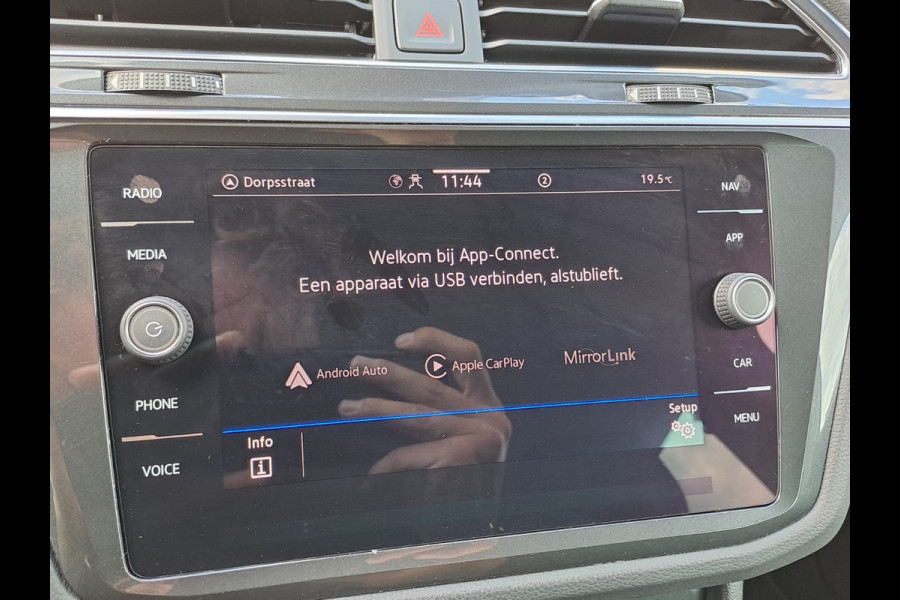 RADIO
MEDIA
PHONE
VOICE
Dorpsstraat 11:44 2 19.5°C
Welkom bij App-Connect.
Een apparaat via USB verbinden, alstublieft.
Android Auto
Apple CarPlay
MirrorLink
Info
Setup
NAV
APP
CAR
MENU